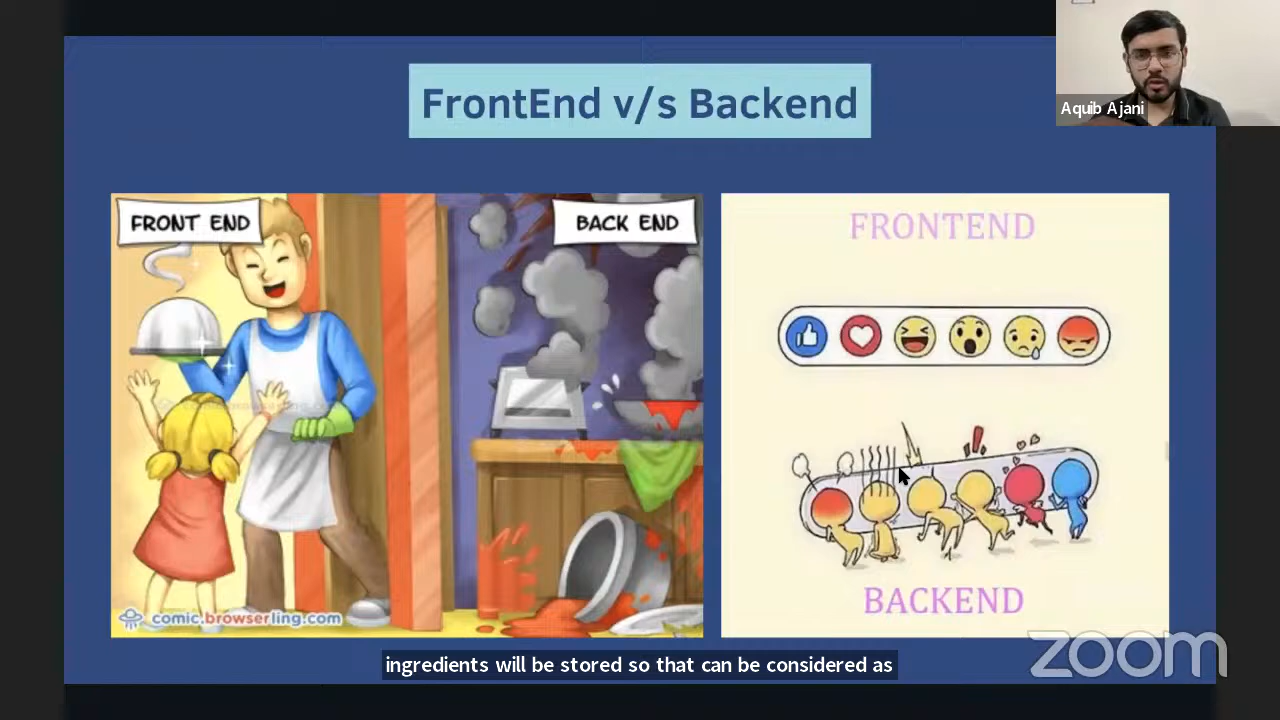 FrontEnd v/s Backend
Aquib Ajani
FRONT END
BACK END
comic.browserling.com
FRONTEND
BACKEND
ingredients will be stored so that can be considered as
zoom